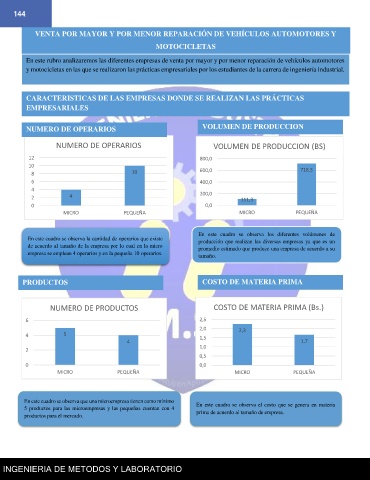 144
VENTA POR MAYOR Y POR MENOR REPARACIÓN DE VEHÍCULOS AUTOMOTORES Y
MOTOCICLETAS
En este rubro analizaremos las diferentes empresas de venta por mayor y por menor reparación de vehículos automotores
y motocicletas en las que se realizaron las prácticas empresariales por los estudiantes de la carrera de ingeniería industrial.
CARACTERISTICAS DE LAS EMPRESAS DONDE SE REALIZAN LAS PRÁCTICAS
EMPRESARIALES
NUMERO DE OPERARIOS
NUMERO DE OPERARIOS
12
10
8
6
4
2
0
4
10
MICRO PEQUEÑA
En este cuadro se observa la cantidad de operarios que existe
de acuerdo al tamaño de la empresa por lo cual en la micro
empresa se emplean 4 operarios y en la pequeña 10 operarios.
VOLUMEN DE PRODUCCION
VOLUMEN DE PRODUCCION (BS)
800,0
600,0
400,0
200,0
0,0
MICRO PEQUEÑA
En este cuadro se observa los diferentes volúmenes de
producción que realizan las diversas empresas ya que es un
promedio estimado que produce una empresa de acuerdo a su
tamaño.
PRODUCTOS
NUMERO DE PRODUCTOS
6
4
2
0
5
4
MICRO PEQUEÑA
En este cuadro se observa que una microempresa tienen como mínimo
5 productos para las microempresas y las pequeñas cuentan con 4
productos para el mercado.
COSTO DE MATERIA PRIMA
COSTO DE MATERIA PRIMA (Bs.)
2,5
2,0
1,5
1,0
0,5
0,0
1,7
MICRO PEQUEÑA
En este cuadro se observa el costo que se genera en materia
prima de acuerdo al tamaño de empresa.
INGENIERIA DE METODOS Y LABORATORIO